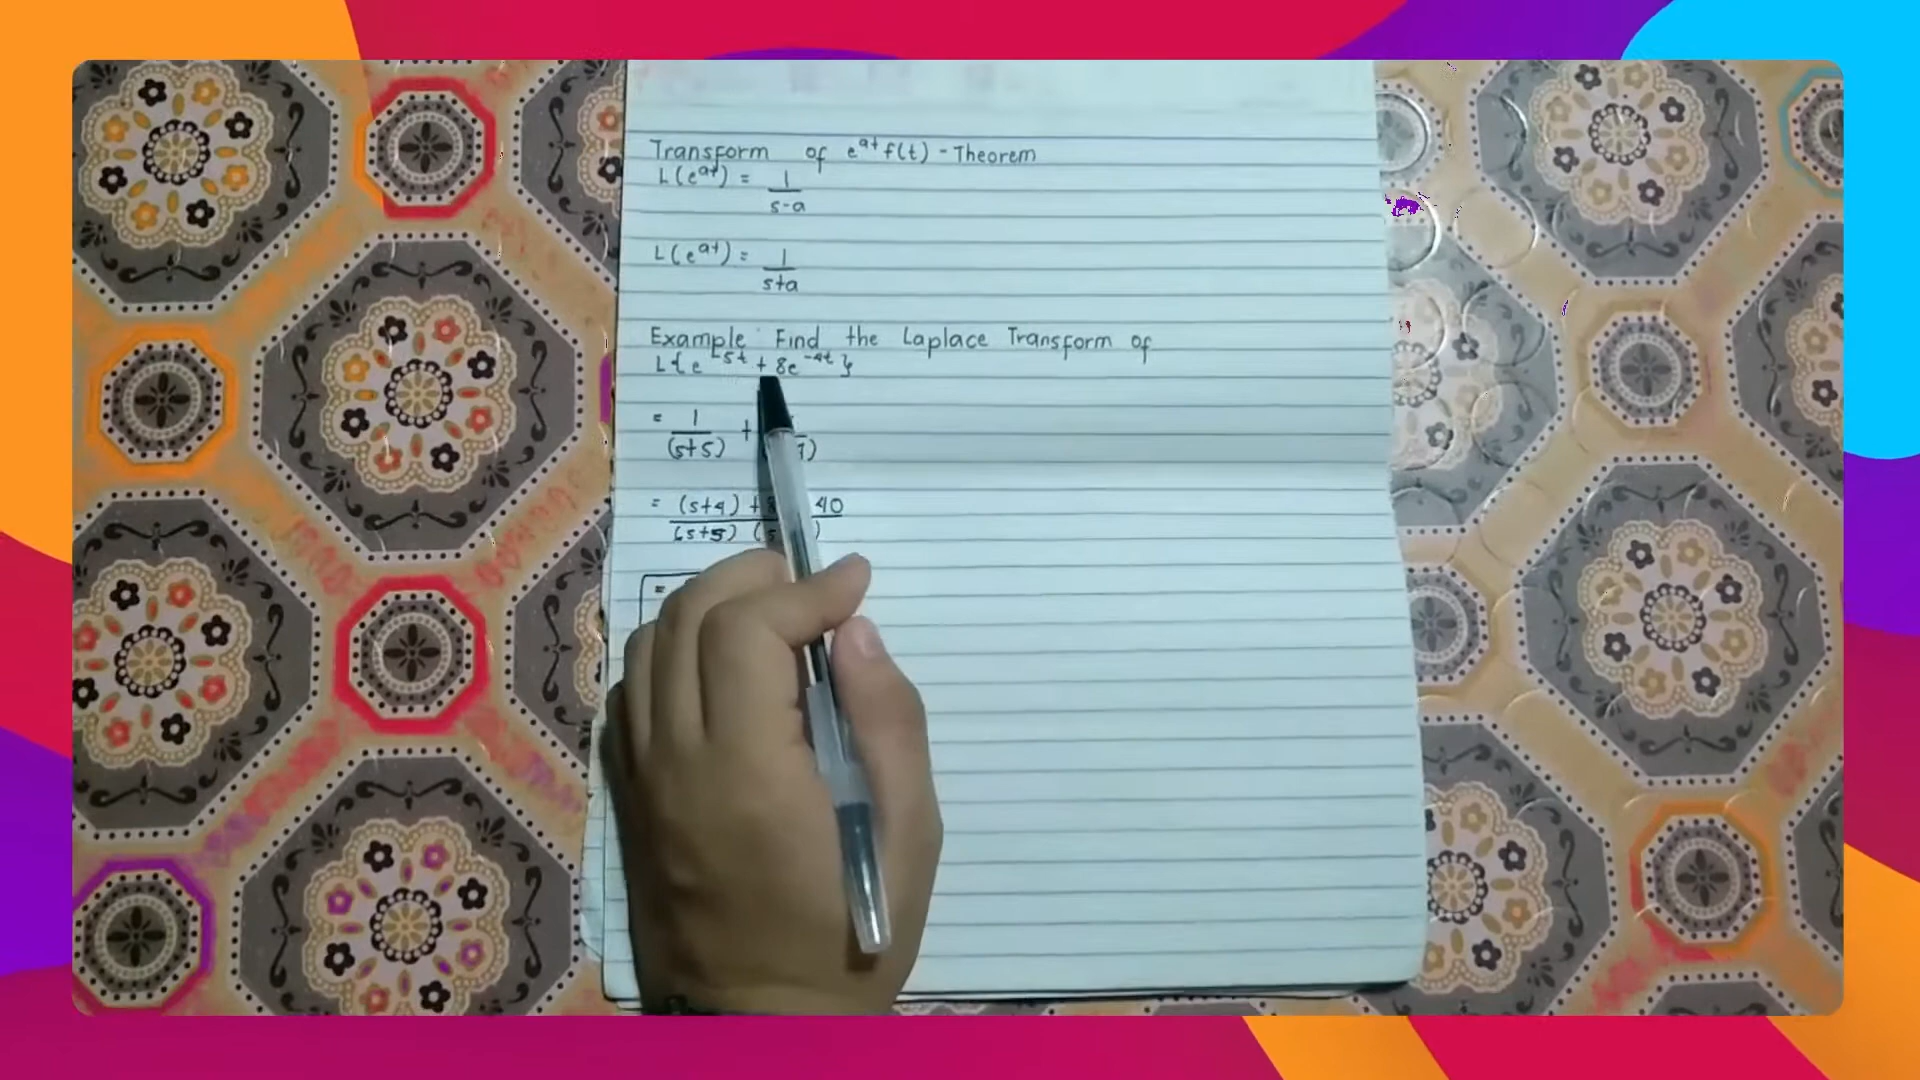 Transform of e^at f(t) - Theorem
L(e^at) = 1/(s-a)
L(e^at) = 1/(s+a)
Example: Find the Laplace Transform of
L{e^-5t + 8e^-4t}
= 1/(s+5) +
= (s+4) + 40
(s+5) (s )
=